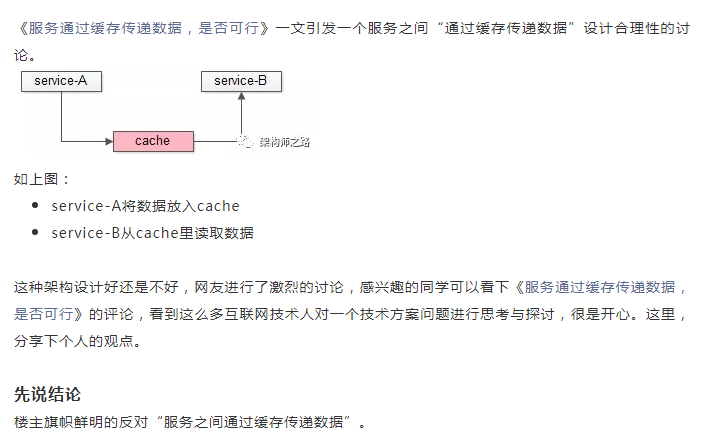 《服务通过缓存传递数据，是否可行》一文引发一个服务之间“通过缓存传递数据”设计合理性的讨
论。
service-A
service-B
cache
架构师之路
如上图：
service-A将数据放入cache
service-B从cache里读取数据
这种架构设计好还是不好，网友进行了激烈的讨论，感兴趣的同学可以看下《服务通过缓存传递数据，
是否可行》的评论，看到这么多互联网技术人对一个技术方案问题进行思考与探讨，很是开心。这里，
分享下个人的观点。
先说结论
楼主旗帜鲜明的反对“服务之间通过缓存传递数据”。